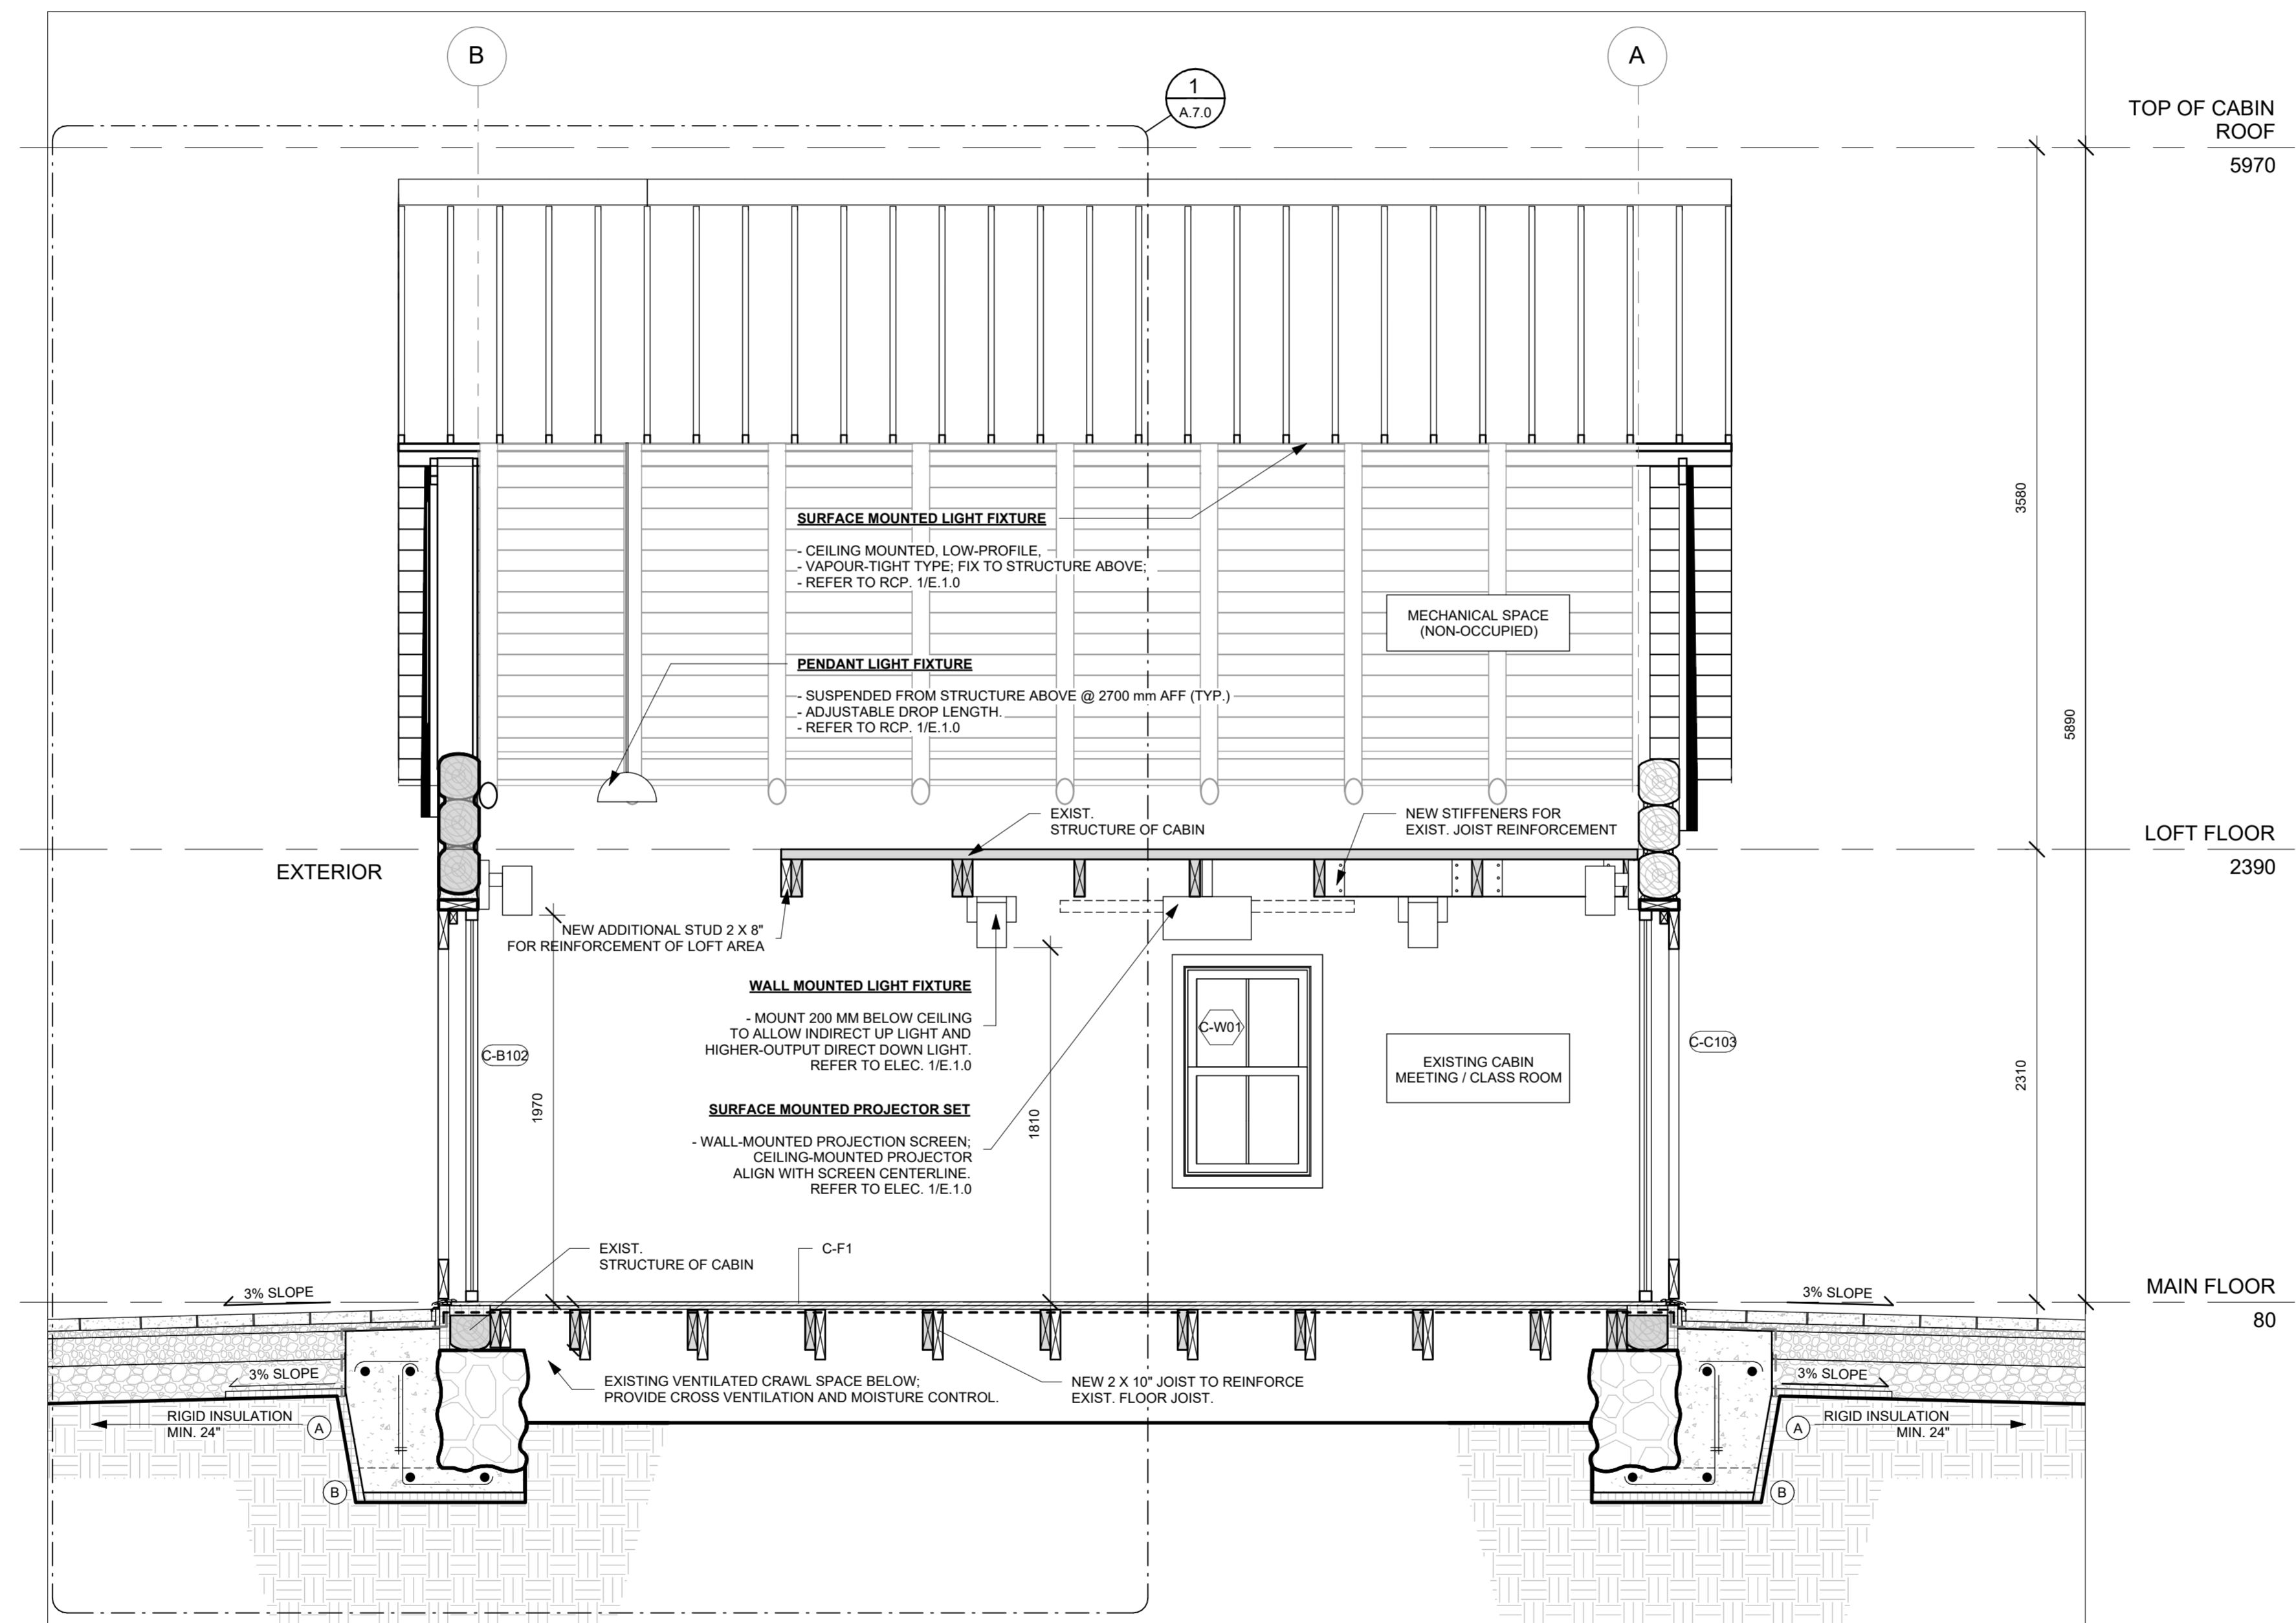 B
A
1
A.7.0
TOP OF CABIN
ROOF
5970
SURFACE MOUNTED LIGHT FIXTURE
- CEILING MOUNTED, LOW-PROFILE,
- VAPOUR-TIGHT TYPE; FIX TO STRUCTURE ABOVE;
- REFER TO RCP. 1/E.1.0
3580
MECHANICAL SPACE
(NON-OCCUPIED)
PENDANT LIGHT FIXTURE
- SUSPENDED FROM STRUCTURE ABOVE @ 2700 mm AFF (TYP.)
- ADJUSTABLE DROP LENGTH.
- REFER TO RCP. 1/E.1.0
5890
EXIST.
STRUCTURE OF CABIN
NEW STIFFENERS FOR
EXIST. JOIST REINFORCEMENT
LOFT FLOOR
2390
EXTERIOR
NEW ADDITIONAL STUD 2 X 8"
FOR REINFORCEMENT OF LOFT AREA
WALL MOUNTED LIGHT FIXTURE
- MOUNT 200 MM BELOW CEILING
TO ALLOW INDIRECT UP LIGHT AND
HIGHER-OUTPUT DIRECT DOWN LIGHT.
REFER TO ELEC. 1/E.1.0
C-W01
C-B102
C-C103
EXISTING CABIN
MEETING / CLASS ROOM
1970
1810
2310
SURFACE MOUNTED PROJECTOR SET
- WALL-MOUNTED PROJECTION SCREEN;
CEILING-MOUNTED PROJECTOR
ALIGN WITH SCREEN CENTERLINE.
REFER TO ELEC. 1/E.1.0
EXIST.
STRUCTURE OF CABIN
C-F1
3% SLOPE
3% SLOPE
MAIN FLOOR
80
3% SLOPE
3% SLOPE
EXISTING VENTILATED CRAWL SPACE BELOW;
PROVIDE CROSS VENTILATION AND MOISTURE CONTROL.
NEW 2 X 10" JOIST TO REINFORCE
EXIST. FLOOR JOIST.
RIGID INSULATION
MIN. 24"
A
A
RIGID INSULATION
MIN. 24"
B
B